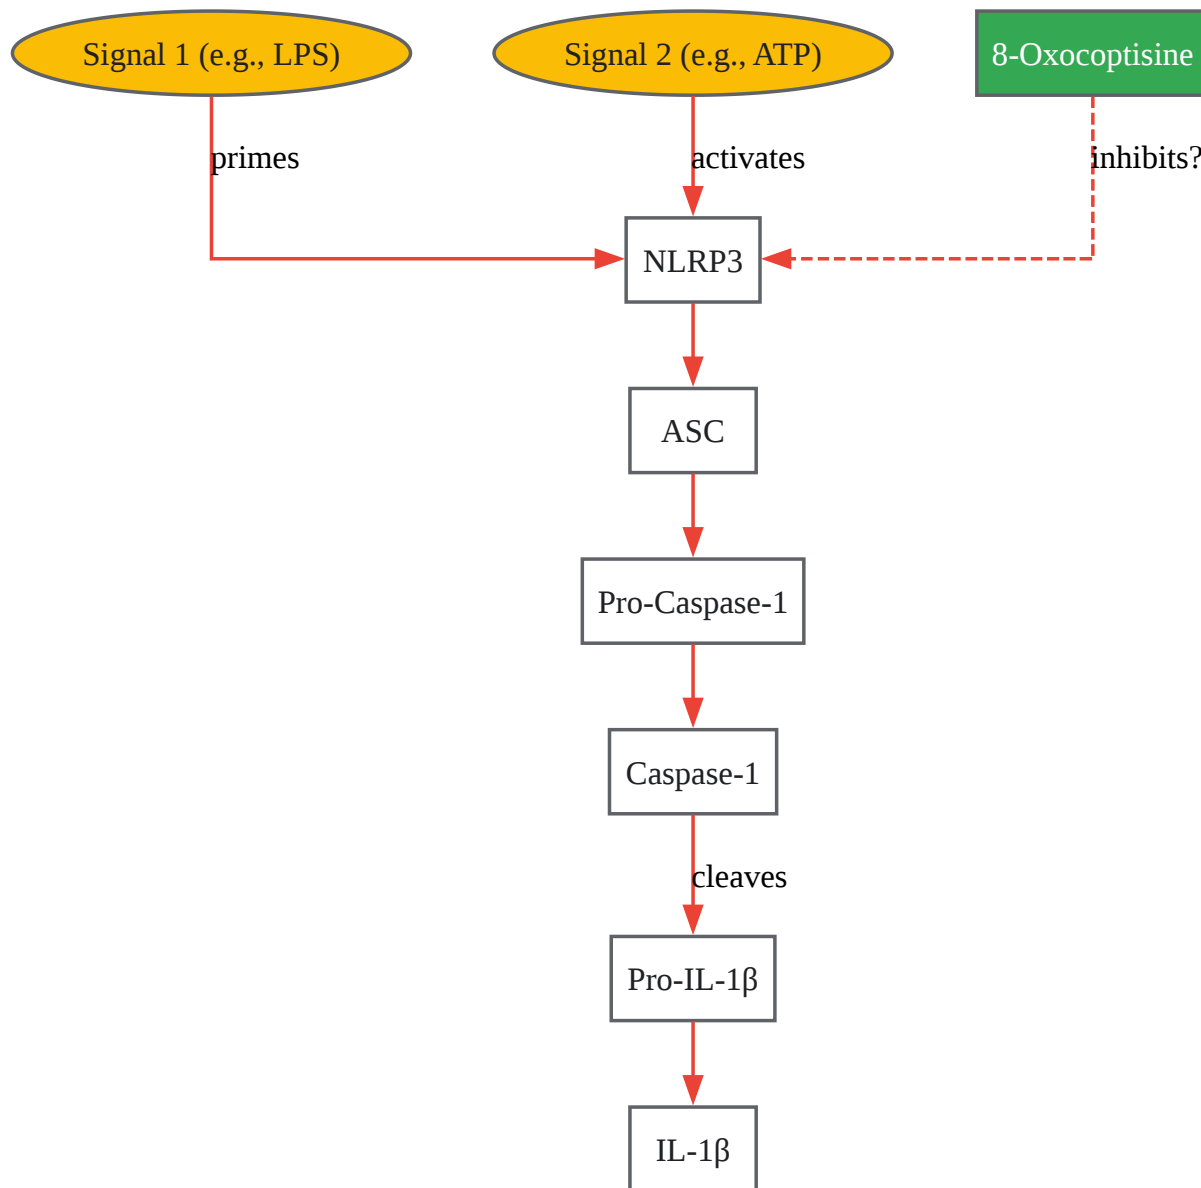 Signal 1 (e.g., LPS)
Signal 2 (e.g., ATP)
8-Oxocoptisine
primes
activates
inhibits?
NLRP3
ASC
Pro-Caspase-1
Caspase-1
cleaves
Pro-IL-1β
IL-1β